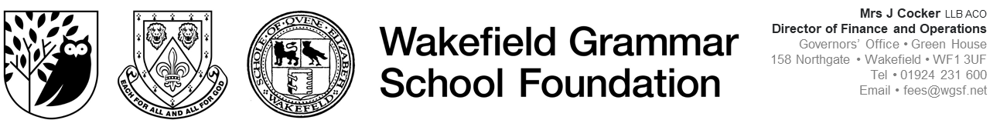 EACH FOR ALL AND ALL FOR GOD
SCHOLE·OF·QVENE·ELIZABETH
WAKEFELD
Wakefield Grammar
School Foundation
Mrs J Cocker LLB ACO
Director of Finance and Operations
Governors' Office • Green House
158 Northgate • Wakefield • WF1 3UF
Tel • 01924 231 600
Email • fees@wgsf.net